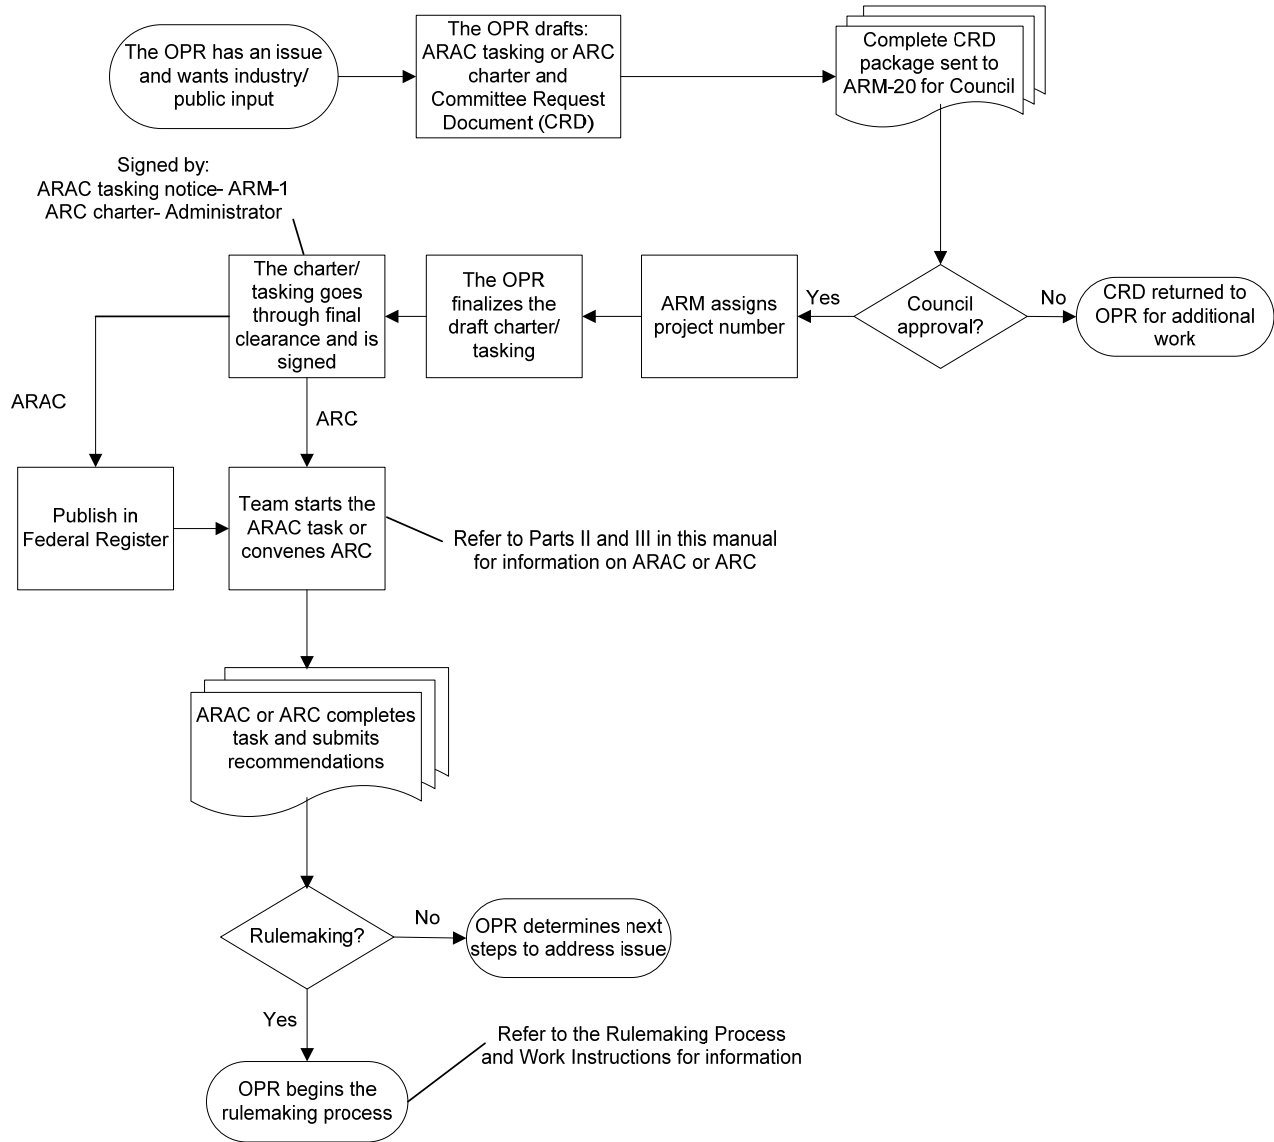 The OPR has an issue
and wants industry/
public input
The OPR drafts:
ARAC tasking or ARC
charter and
Committee Request
Document (CRD)
Complete CRD
package sent to
ARM-20 for Council
Signed by:
ARAC tasking notice- ARM-1
ARC charter- Administrator
The charter/
tasking goes
through final
clearance and is
signed
The OPR
finalizes the
draft charter/
tasking
ARM assigns
project number
Yes
Council
approval?
No
CRD returned to
OPR for additional
work
ARAC
ARC
Publish in
Federal Register
Team starts the
ARAC task or
convenes ARC
Refer to Parts II and III in this manual
for information on ARAC or ARC
ARAC or ARC completes
task and submits
recommendations
Rulemaking?
No
OPR determines next
steps to address issue
Yes
Refer to the Rulemaking Process
and Work Instructions for information
OPR begins the
rulemaking process